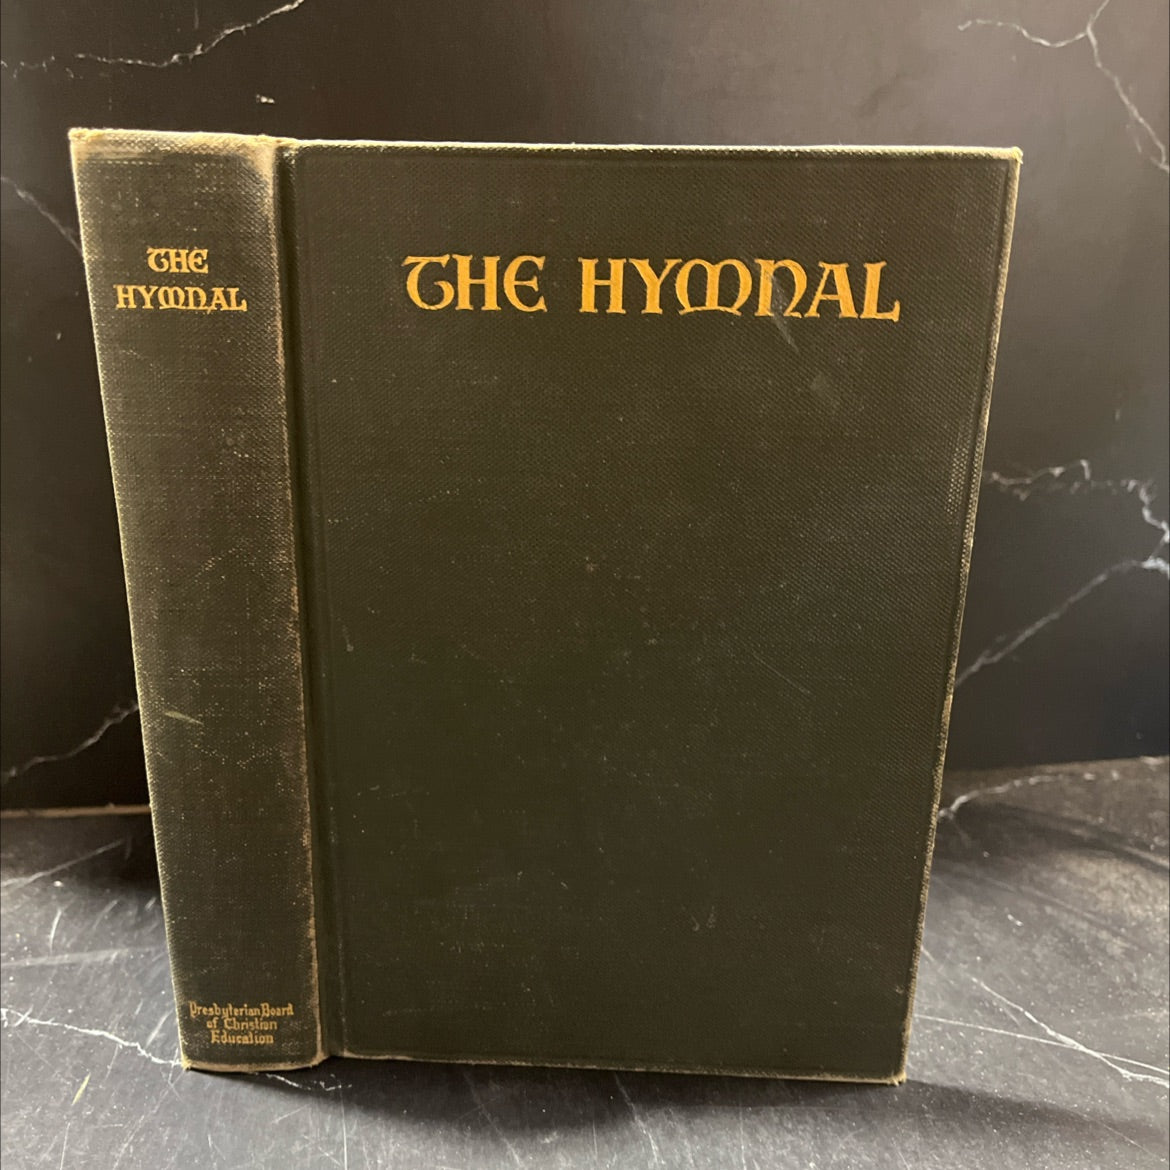 THE
HYMNAL
Presbyterian Board
of Christian
Education
THE HYMNAL